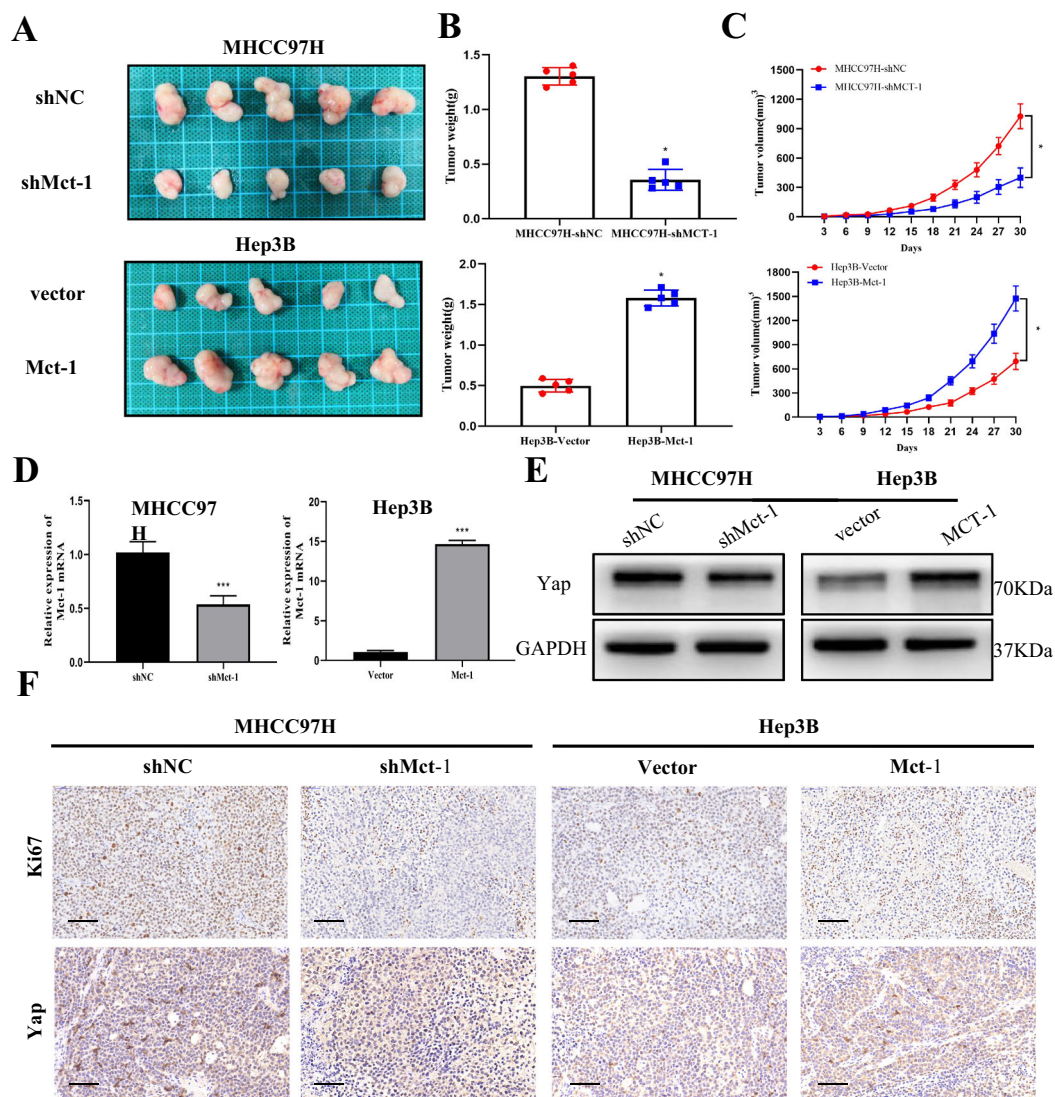 A
MHCC97H
shNC
shMct-1
Hep3B
vector
Mct-1
B
Tumor weight(g)
1.5
1.0
0.5
0.0
*
MHCC97H-shNC MHCC97H-shMCT-1
Tumor weight(g)
2.0
1.5
1.0
0.5
0.0
*
Hep3B-Vector Hep3B-Mct-1
C
MHCC97H-shNC
MHCC97H-shMCT-1
Tumor volume(mm)³
1500
1200
900
600
300
0
*
3 6 9 12 15 18 21 24 27 30
Days
Hep3B-Vector
Hep3B-Mct-1
Tumor volume(mm)³
1800
1500
1200
900
600
300
0
*
3 6 9 12 15 18 21 24 27 30
Days
D
MHCC97
H
Relative expression of
Mct-1 mRNA
1.5
1.0
0.5
0.0
***
shNC shMct-1
Hep3B
Relative expression of
Mct-1 mRNA
20
15
10
5
0
***
Vector Mct-1
E
MHCC97H Hep3B
shNC shMct-1 vector MCT-1
Yap 70KDa
GAPDH 37KDa
F
MHCC97H Hep3B
shNC shMct-1 Vector Mct-1
Ki67
Yap